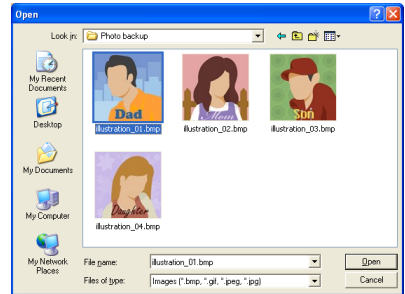 Open
Look in:
Photo backup
My Recent
Documents
Desktop
My Documents
My Computer
My Network
Places
Dad
illustration_01.bmp
Mom
illustration_02.bmp
Son
illustration_03.bmp
Daughter
illustration_04.bmp
File name:
illustration_01.bmp
Open
Files of type:
Images (*.bmp, *.gif, *.jpeg, *.jpg)
Cancel